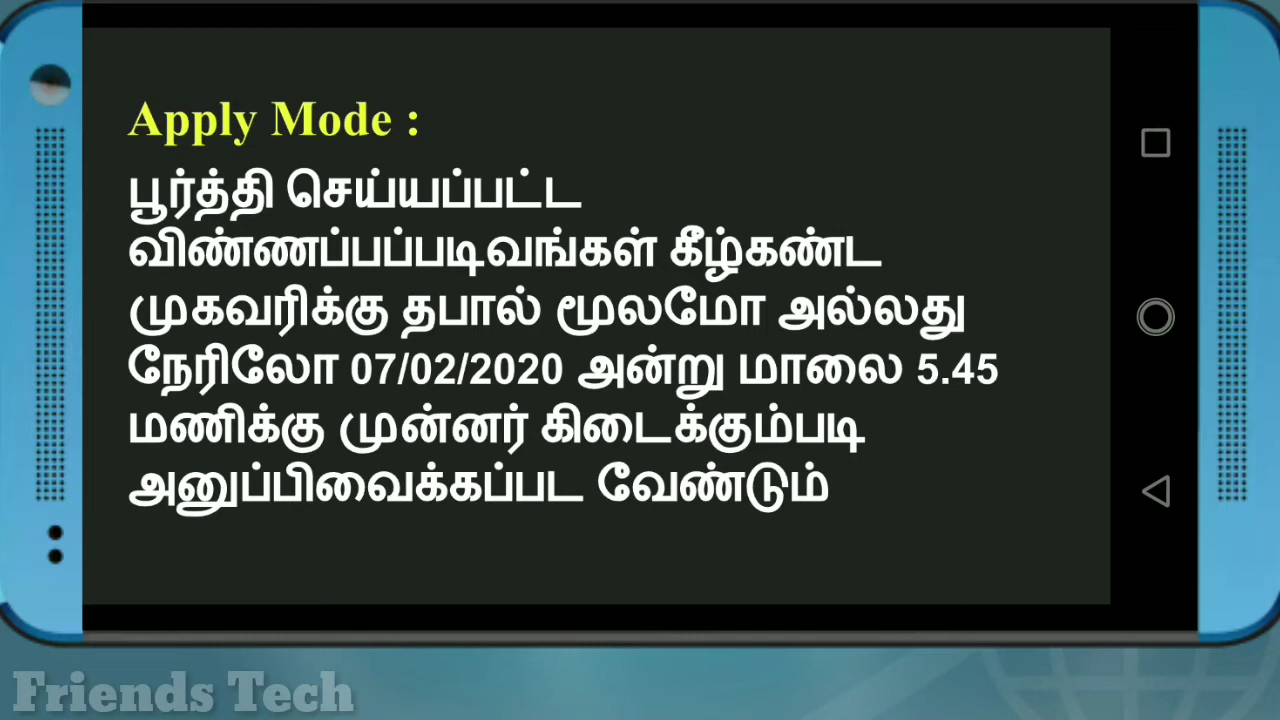 Apply Mode :
பூர்த்தி செய்யப்பட்ட
விண்ணப்பப்படிவங்கள் கீழ்கண்ட
முகவரிக்கு தபால் மூலமோ அல்லது
நேரிலோ 07/02/2020 அன்று மாலை 5.45
மணிக்கு முன்னர் கிடைக்கும்படி
அனுப்பிவைக்கப்பட வேண்டும்
Friends Tech